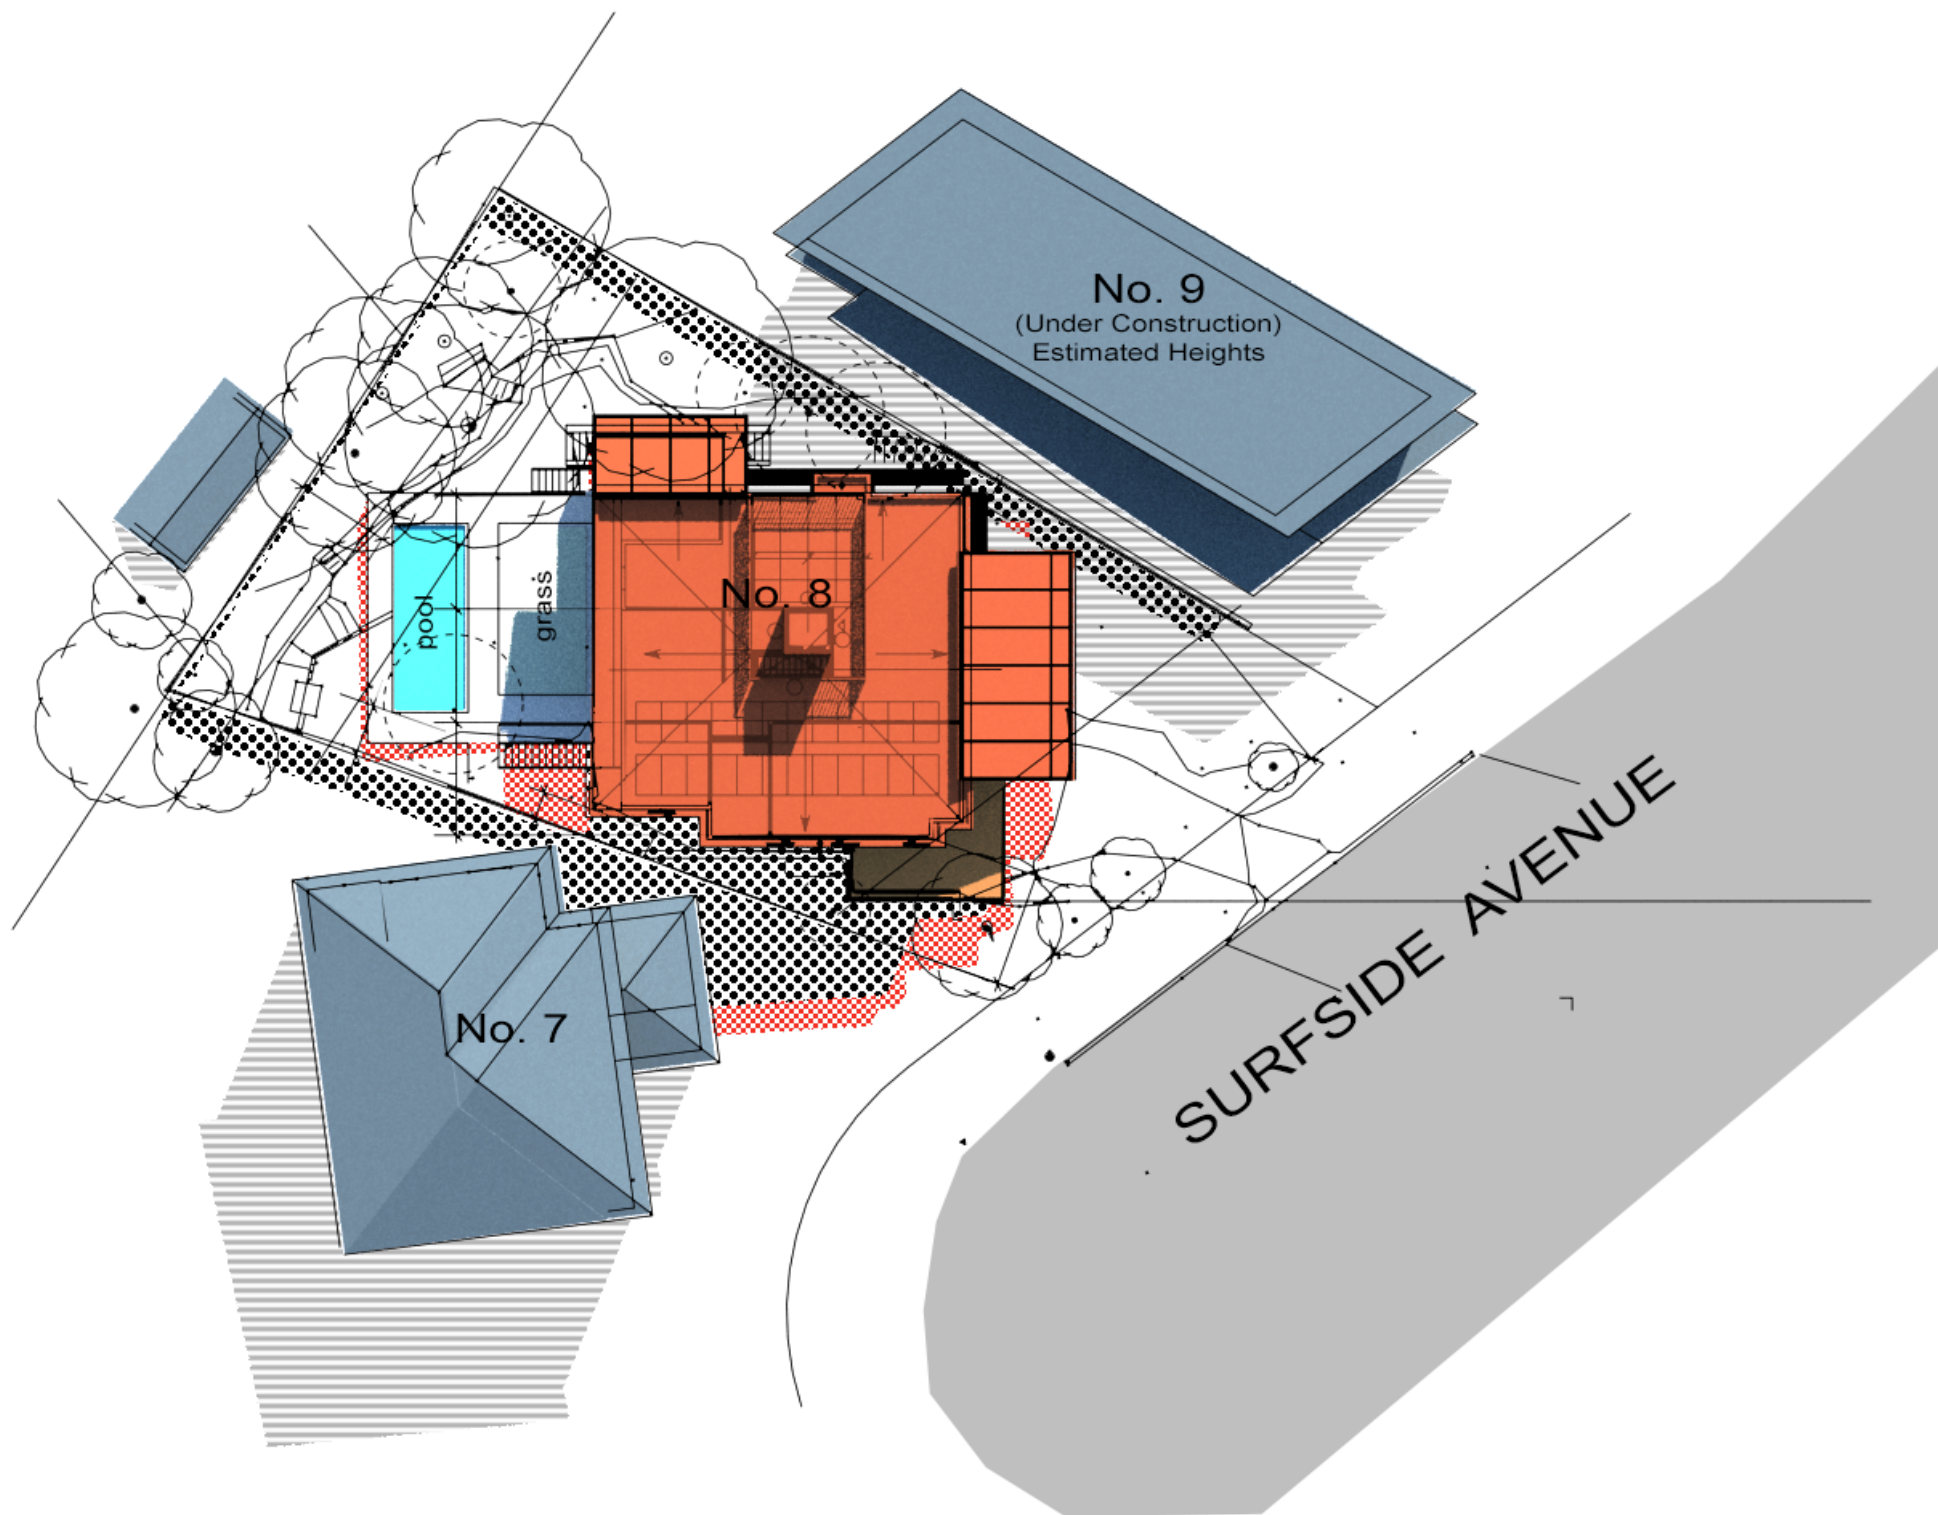 No. 9
(Under Construction)
Estimated Heights
No. 8
pool
grass
No. 7
SURFSIDE AVENUE